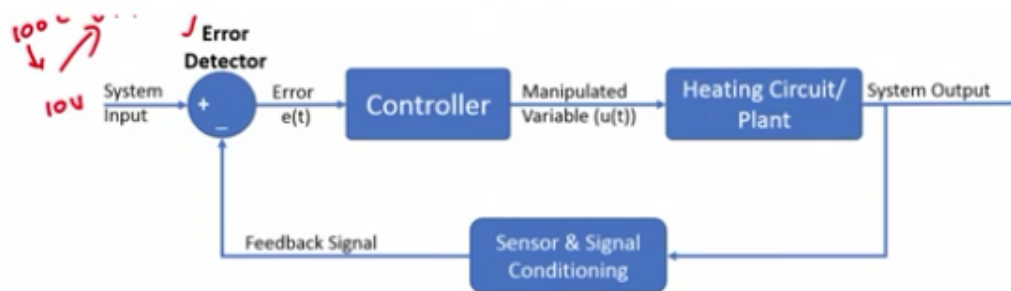 100
Error
Detector
10V
System
Input
+
−
Error
e(t)
Controller
Manipulated
Variable (u(t))
Heating Circuit/
Plant
System Output
Feedback Signal
Sensor & Signal
Conditioning